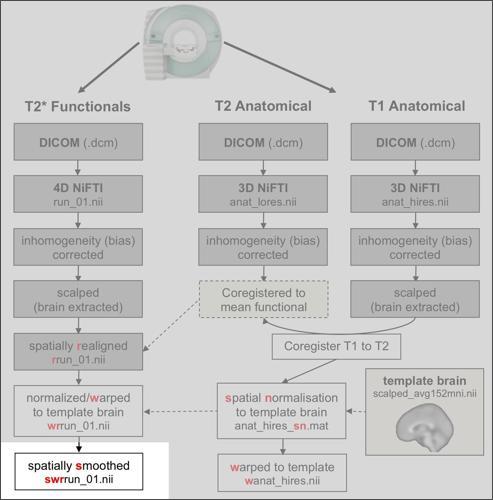 T2* Functionals
T2 Anatomical
T1 Anatomical
DICOM (.dcm)
DICOM (.dcm)
DICOM (.dcm)
4D NiFTI
run_01.nii
3D NiFTI
anat_lores.nii
3D NiFTI
anat_hires.nii
inhomogeneity (bias)
corrected
inhomogeneity (bias)
corrected
inhomogeneity (bias)
corrected
scalped
(brain extracted)
Coregistered to
mean functional
scalped
(brain extracted)
spatially realigned
rrun_01.nii
Coregister T1 to T2
normalized/warped
to template brain
wrrun_01.nii
spatial normalisation
to template brain
anat_hires_sn.mat
template brain
scalped_avg152mni.nii
spatially smoothed
swrrun_01.nii
warped to template
wanat_hires.nii